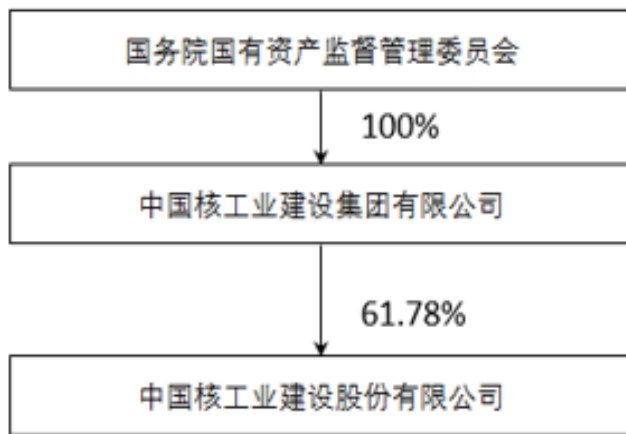 国务院国有资产监督管理委员会
100%
中国核工业建设集团有限公司
61.78%
中国核工业建设股份有限公司